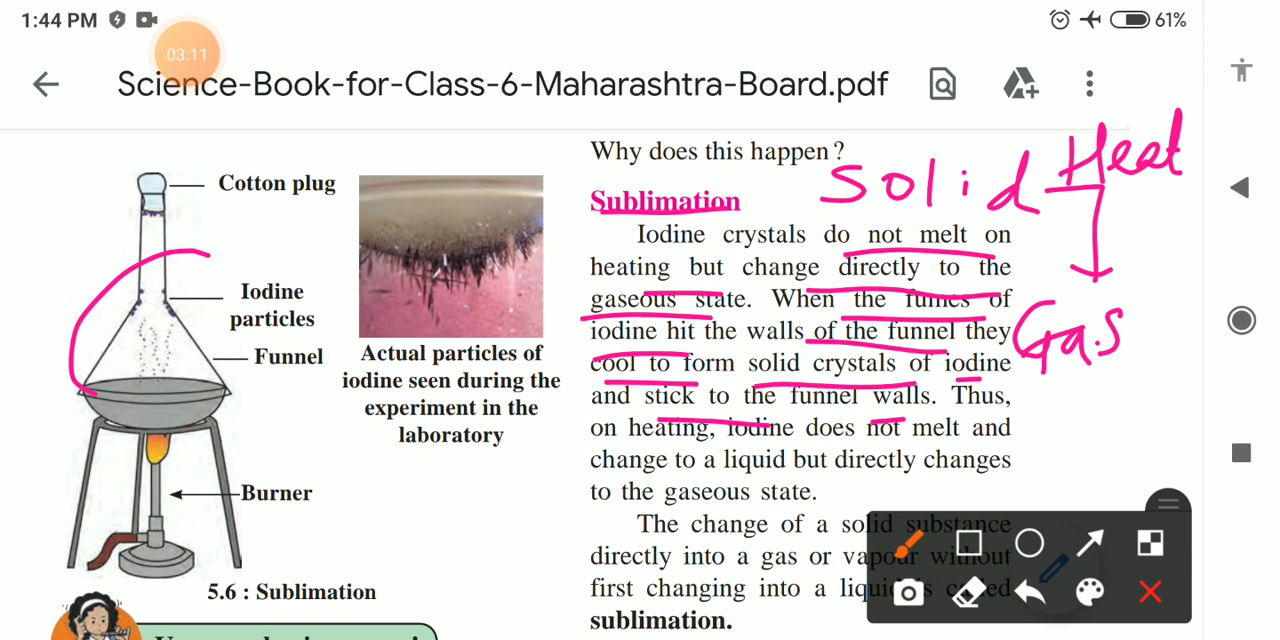 1:44 PM
61%
03:11
Science-Book-for-Class-6-Maharashtra-Board.pdf
Cotton plug
Iodine
particles
Funnel
Burner
5.6 : Sublimation
Actual particles of
iodine seen during the
experiment in the
laboratory
Why does this happen?
Solid Heat
Gas
Sublimation
Iodine crystals do not melt on
heating but change directly to the
gaseous state. When the fumes of
iodine hit the walls of the funnel they
cool to form solid crystals of iodine
and stick to the funnel walls. Thus,
on heating, iodine does not melt and
change to a liquid but directly changes
to the gaseous state.
The change of a solid substance
directly into a gas or vapour without
first changing into a liquid is called
sublimation.